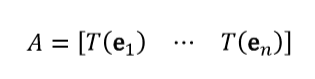 A = [T(e₁) ⋯ T(eₙ)]